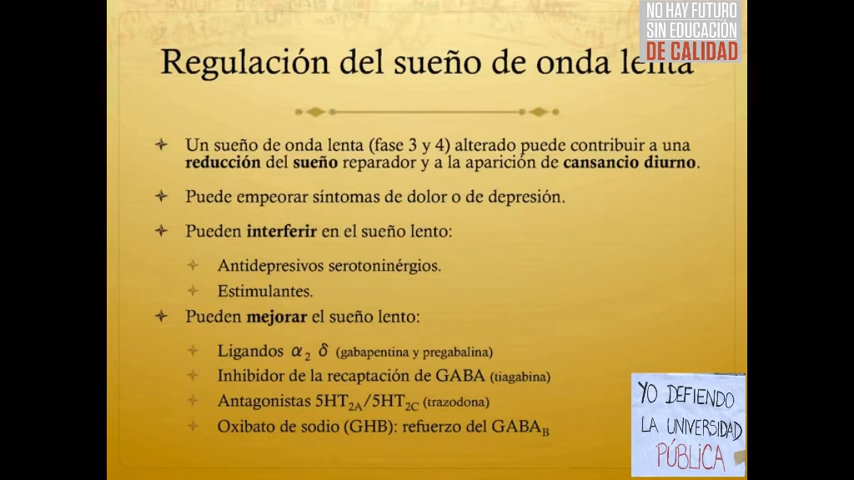 NO HAY FUTURO
SIN EDUCACIÓN
DE CALIDAD
Regulación del sueño de onda lenta
Un sueño de onda lenta (fase 3 y 4) alterado puede contribuir a una
reducción del sueño reparador y a la aparición de cansancio diurno.
Puede empeorar síntomas de dolor o de depresión.
Pueden interferir en el sueño lento:
Antidepresivos serotoninérgios.
Estimulantes.
Pueden mejorar el sueño lento:
Ligandos α₂ δ (gabapentina y pregabalina)
Inhibidor de la recaptación de GABA (tiagabina)
Antagonistas 5HT2A/5HT2C (trazodona)
Oxibato de sodio (GHB): refuerzo del GABAB
YO DEFIENDO
LA UNIVERSIDAD
PÚBLICA